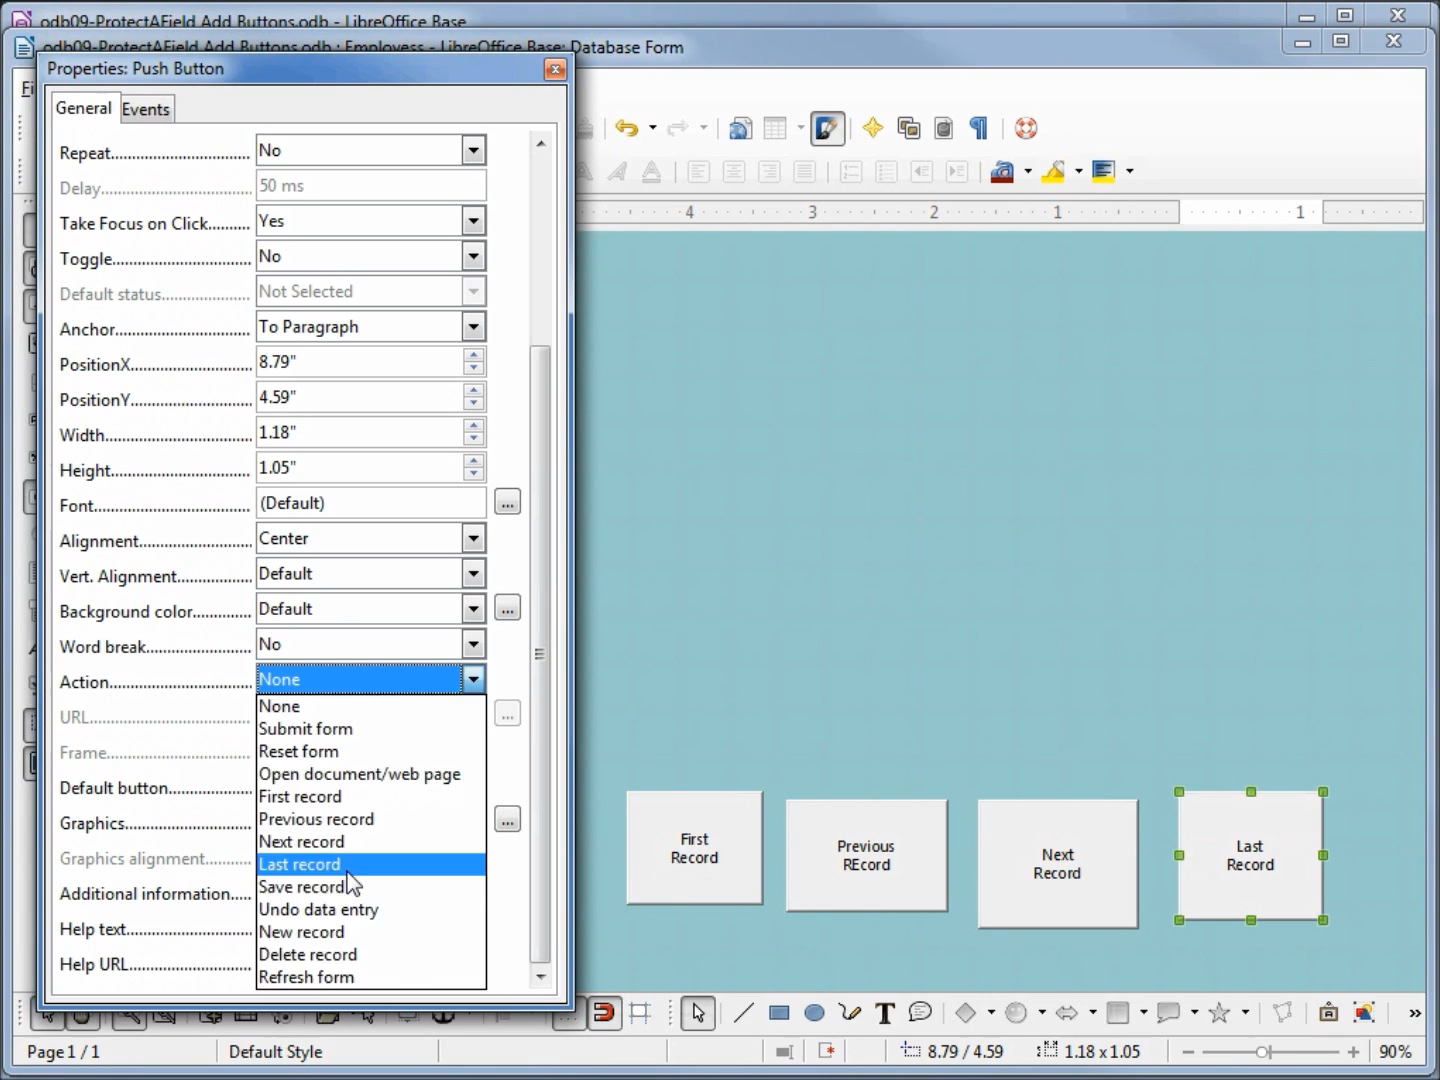 odb09-ProtectAField Add Buttons.odb - LibreOffice Base
odb09-ProtectAField Add Buttons.odb : Employess - LibreOffice Base: Database Form
Properties: Push Button
General Events
Repeat No
Delay 50 ms
Take Focus on Click Yes
Toggle No
Default status Not Selected
Anchor To Paragraph
PositionX 8.79"
PositionY 4.59"
Width 1.18"
Height 1.05"
Font (Default) ...
Alignment Center
Vert. Alignment Default
Background color Default ...
Word break No
Action None
URL ...
Frame
Default button
Graphics ...
Graphics alignment
Additional information
Help text
Help URL
None
Submit form
Reset form
Open document/web page
First record
Previous record
Next record
Last record
Save record
Undo data entry
New record
Delete record
Refresh form
4 3 2 1 1
First
Record
Previous
REcord
Next
Record
Last
Record
Page 1 / 1 Default Style 8.79 / 4.59 1.18 x 1.05 90%